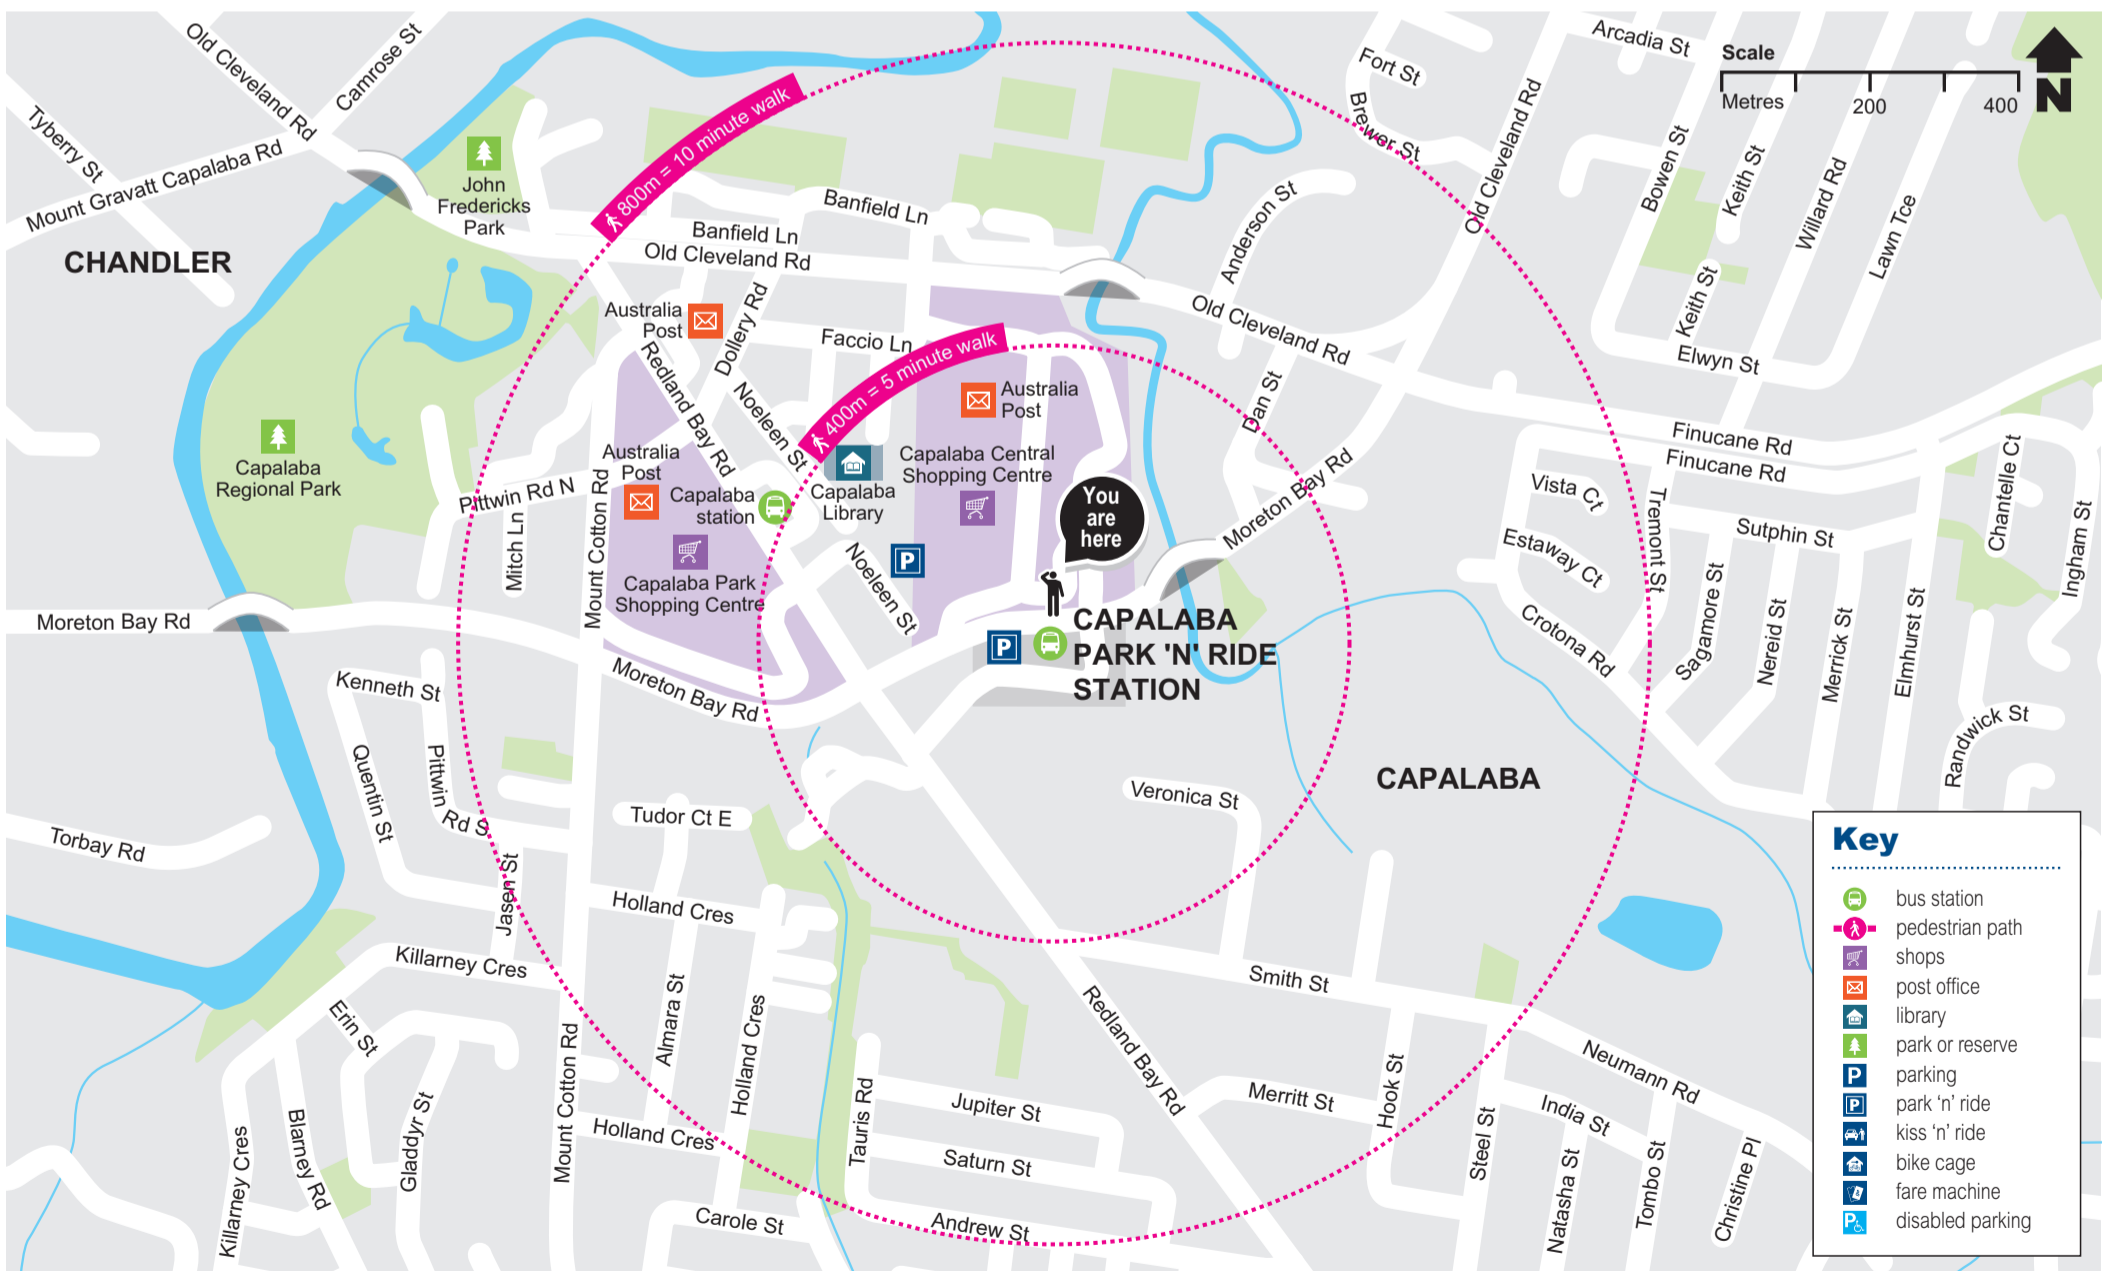 Old Cleveland Rd
Camrose St
Tyberry St
Mount Gravatt Capalaba Rd
CHANDLER
John
Fredericks
Park
800m = 10 minute walk
Banfield Ln
Banfield Ln
Old Cleveland Rd
Fort St
Brewer St
Old Cleveland Rd
Arcadia St
Scale
Metres
200
400
N
Bowen St
Keith St
Willard Rd
Lawn Tce
Anderson St
Keith St
Elwyn St
Old Cleveland Rd
Australia
Post
Dollery Rd
Faccio Ln
400m = 5 minute walk
Redland Bay Rd
Noeleen St
Australia
Post
Dan St
Capalaba
Regional Park
Australia
Post
Pittwin Rd N
Mitch Ln
Mount Cotton Rd
Capalaba
station
Capalaba
Library
Capalaba Central
Shopping Centre
P
You
are
here
Moreton Bay Rd
Finucane Rd
Finucane Rd
Vista Ct
Estaway Ct
Tremont St
Sutphin St
Chantelle Ct
Ingham St
Capalaba Park
Shopping Centre
Noeleen St
Moreton Bay Rd
Moreton Bay Rd
P
CAPALABA
PARK 'N' RIDE
STATION
Crotona Rd
Sagamore St
Nereid St
Merrick St
Elmhurst St
Randwick St
Kenneth St
Quentin St
Pittwin
Rd S
Jasen St
Torbay Rd
Tudor Ct E
Veronica St
CAPALABA
Holland Cres
Killarney Cres
Erin St
Almara St
Holland Cres
Smith St
Redland Bay Rd
Mount Cotton Rd
Killarney Cres
Blarney Rd
Gladdyr St
Holland Cres
Carole St
Tauris Rd
Jupiter St
Saturn St
Andrew St
Merritt St
Hook St
Steel St
Neumann Rd
India St
Natasha St
Tombo St
Christine Pl
Key
bus station
pedestrian path
shops
post office
library
park or reserve
P parking
P park ‘n’ ride
kiss ‘n’ ride
bike cage
fare machine
P disabled parking